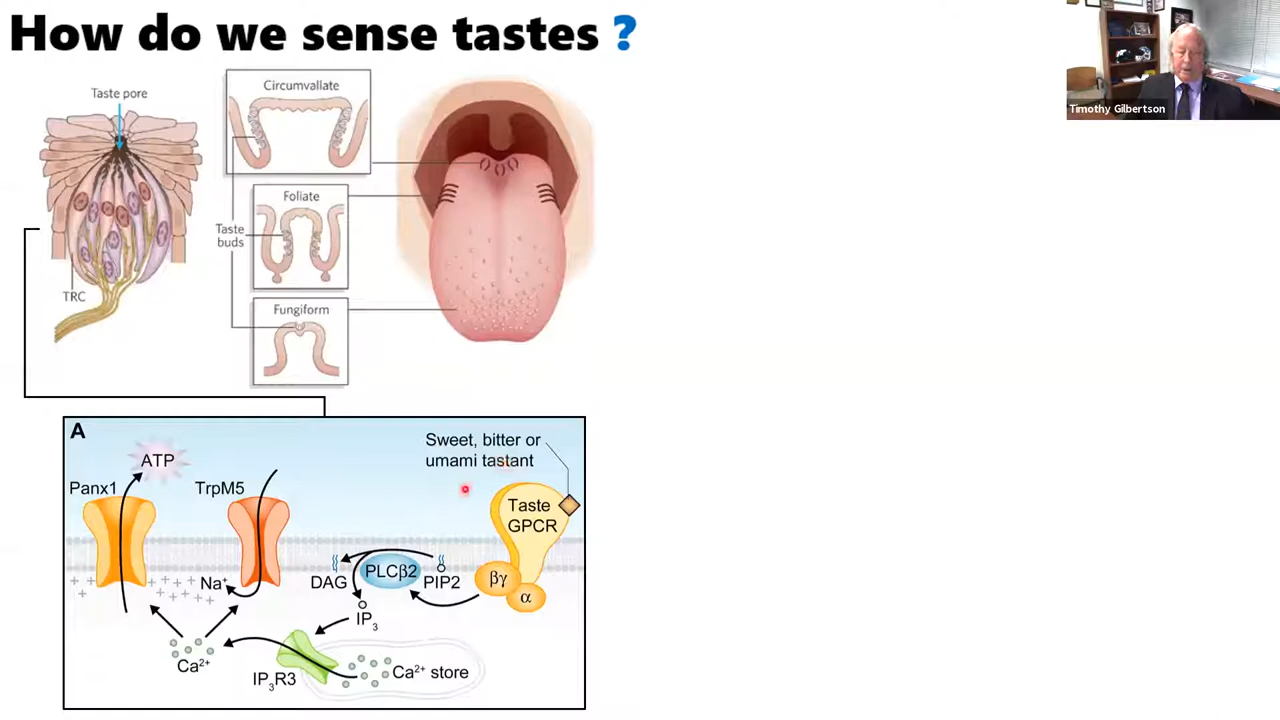 How do we sense tastes ?
Timothy Gilbertson
Taste pore
TRC
Circumvallate
Foliate
Taste
buds
Fungiform
A
Sweet, bitter or
umami tastant
ATP
Panx1
TrpM5
Taste
GPCR
Na⁺
DAG
PLCβ2
PIP2
βγ
α
IP₃
Ca²⁺
IP₃R3
Ca²⁺ store